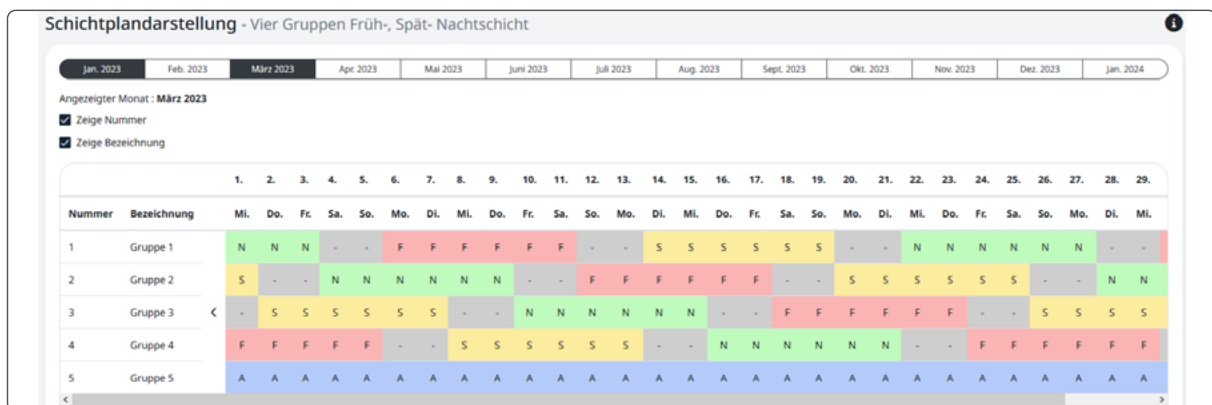 Schichtplandarstellung - Vier Gruppen Früh-, Spät- Nachtschicht
Jan. 2023 Feb. 2023 März 2023 Apr. 2023 Mai 2023 Juni 2023 Juli 2023 Aug. 2023 Sept. 2023 Okt. 2023 Nov. 2023 Dez. 2023 Jan. 2024
Angezeigter Monat : März 2023
Zeige Nummer
Zeige Bezeichnung
1. 2. 3. 4. 5. 6. 7. 8. 9. 10. 11. 12. 13. 14. 15. 16. 17. 18. 19. 20. 21. 22. 23. 24. 25. 26. 27. 28. 29.
Nummer Bezeichnung Mi. Do. Fr. Sa. So. Mo. Di. Mi. Do. Fr. Sa. So. Mo. Di. Mi. Do. Fr. Sa. So. Mo. Di. Mi. Do. Fr. Sa. So. Mo. Di. Mi.
1 Gruppe 1 N N N - - F F F F F F - - S S S S S S - - N N N N N N - -
2 Gruppe 2 S - - N N N N N N - - F F F F F F - - S S S S S S - - N N
3 Gruppe 3 - S S S S S S - - N N N N N N - - F F F F F F - - S S S S
4 Gruppe 4 F F F F F - - S S S S S S - - N N N N N N - - F F F F F F
5 Gruppe 5 A A A A A A A A A A A A A A A A A A A A A A A A A A A A A